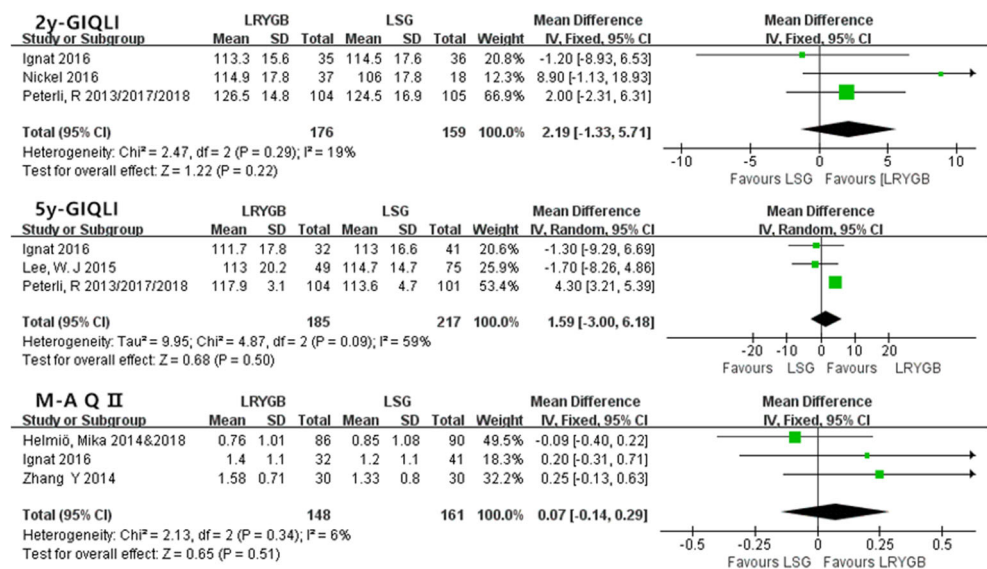 2y-GIQLI LRYGB LSG Mean Difference Mean Difference
Study or Subgroup Mean SD Total Mean SD Total Weight IV, Fixed, 95% CI IV, Fixed, 95% CI
Ignat 2016 113.3 15.6 35 114.5 17.6 36 20.8% -1.20 [-8.93, 6.53]
Nickel 2016 114.9 17.8 37 106 17.8 18 12.3% 8.90 [-1.13, 18.93]
Peterli, R 2013/2017/2018 126.5 14.8 104 124.5 16.9 105 66.9% 2.00 [-2.31, 6.31]
Total (95% CI) 176 159 100.0% 2.19 [-1.33, 5.71]
Heterogeneity: Chi² = 2.47, df = 2 (P = 0.29); I² = 19%
Test for overall effect: Z = 1.22 (P = 0.22)
-10 -5 0 5 10
Favours LSG Favours [LRYGB
5y-GIQLI LRYGB LSG Mean Difference Mean Difference
Study or Subgroup Mean SD Total Mean SD Total Weight IV, Random, 95% CI IV, Random, 95% CI
Ignat 2016 111.7 17.8 32 113 16.6 41 20.6% -1.30 [-9.29, 6.69]
Lee, W. J 2015 113 20.2 49 114.7 14.7 75 25.9% -1.70 [-8.26, 4.86]
Peterli, R 2013/2017/2018 117.9 3.1 104 113.6 4.7 101 53.4% 4.30 [3.21, 5.39]
Total (95% CI) 185 217 100.0% 1.59 [-3.00, 6.18]
Heterogeneity: Tau² = 9.95; Chi² = 4.87, df = 2 (P = 0.09); I² = 59%
Test for overall effect: Z = 0.68 (P = 0.50)
-20 -10 0 10 20
Favours LSG Favours LRYGB
M-A Q II LRYGB LSG Mean Difference Mean Difference
Study or Subgroup Mean SD Total Mean SD Total Weight IV, Fixed, 95% CI IV, Fixed, 95% CI
Helmiö, Mika 2014&2018 0.76 1.01 86 0.85 1.08 90 49.5% -0.09 [-0.40, 0.22]
Ignat 2016 1.4 1.1 32 1.2 1.1 41 18.3% 0.20 [-0.31, 0.71]
Zhang Y 2014 1.58 0.71 30 1.33 0.8 30 32.2% 0.25 [-0.13, 0.63]
Total (95% CI) 148 161 100.0% 0.07 [-0.14, 0.29]
Heterogeneity: Chi² = 2.13, df = 2 (P = 0.34); I² = 6%
Test for overall effect: Z = 0.65 (P = 0.51)
-0.5 -0.25 0 0.25 0.5
Favours LSG Favours LRYGB